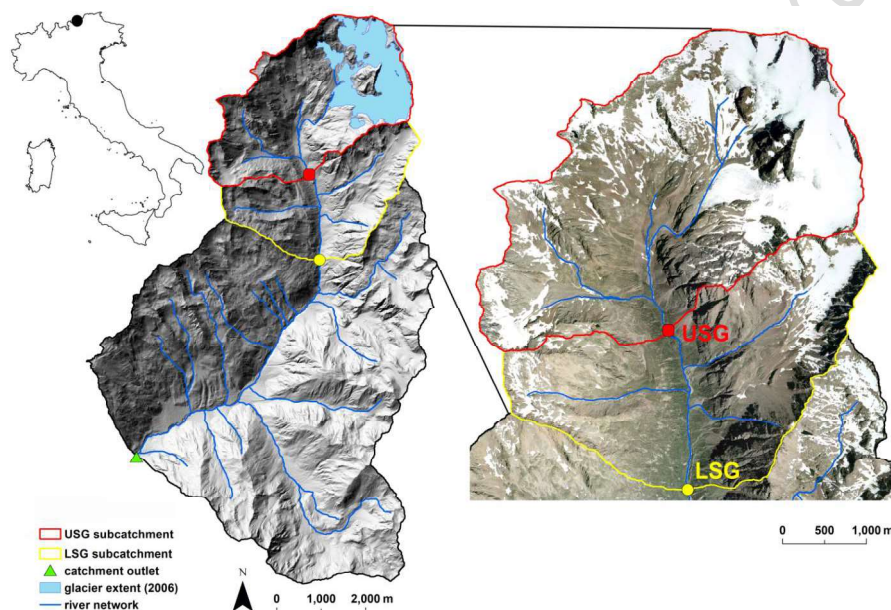 USG
LSG
USG subcatchment
LSG subcatchment
catchment outlet
glacier extent (2006)
river network
N
0 1,000 2,000 m
0 500 1,000 m